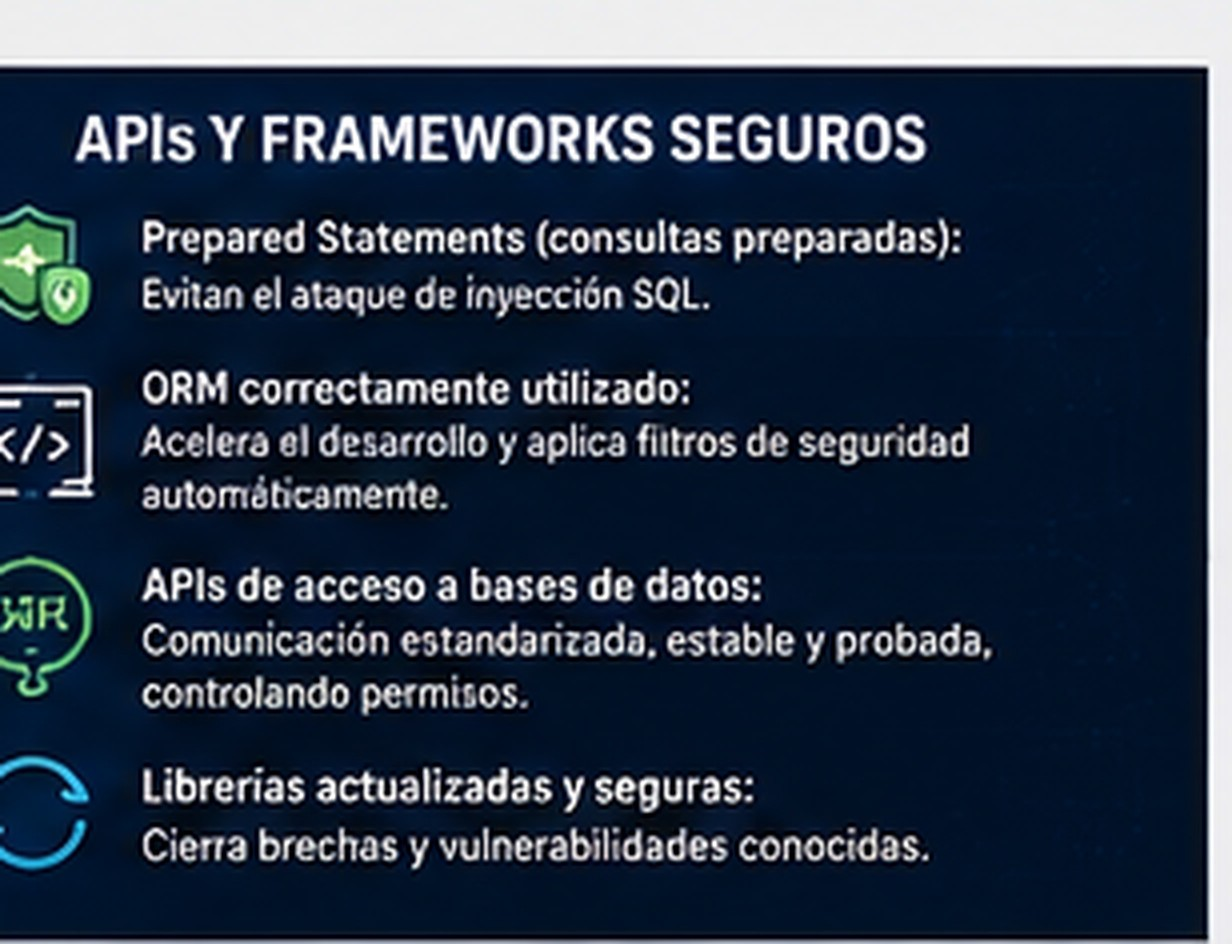 APIs Y FRAMEWORKS SEGUROS
Prepared Statements (consultas preparadas):
Evitan el ataque de inyección SQL.
ORM correctamente utilizado:
Acelera el desarrollo y aplica filtros de seguridad
automáticamente.
</>
APIs de acceso a bases de datos:
Comunicación estandarizada, estable y probada,
controlando permisos.
Librerías actualizadas y seguras:
Cierra brechas y vulnerabilidades conocidas.